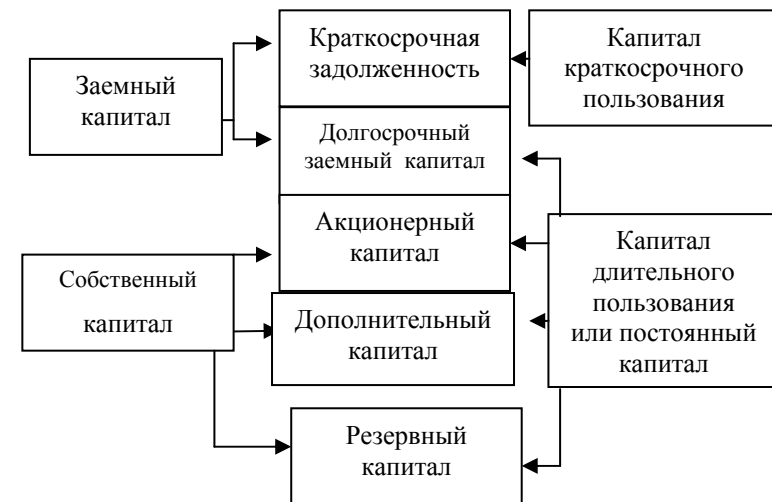 Заемный
капитал
Краткосрочная
задолженность
Капитал
краткосрочного
пользования
Долгосрочный
заемный капитал
Акционерный
капитал
Собственный
капитал
Дополнительный
капитал
Капитал
длительного
пользования
или постоянный
капитал
Резервный
капитал